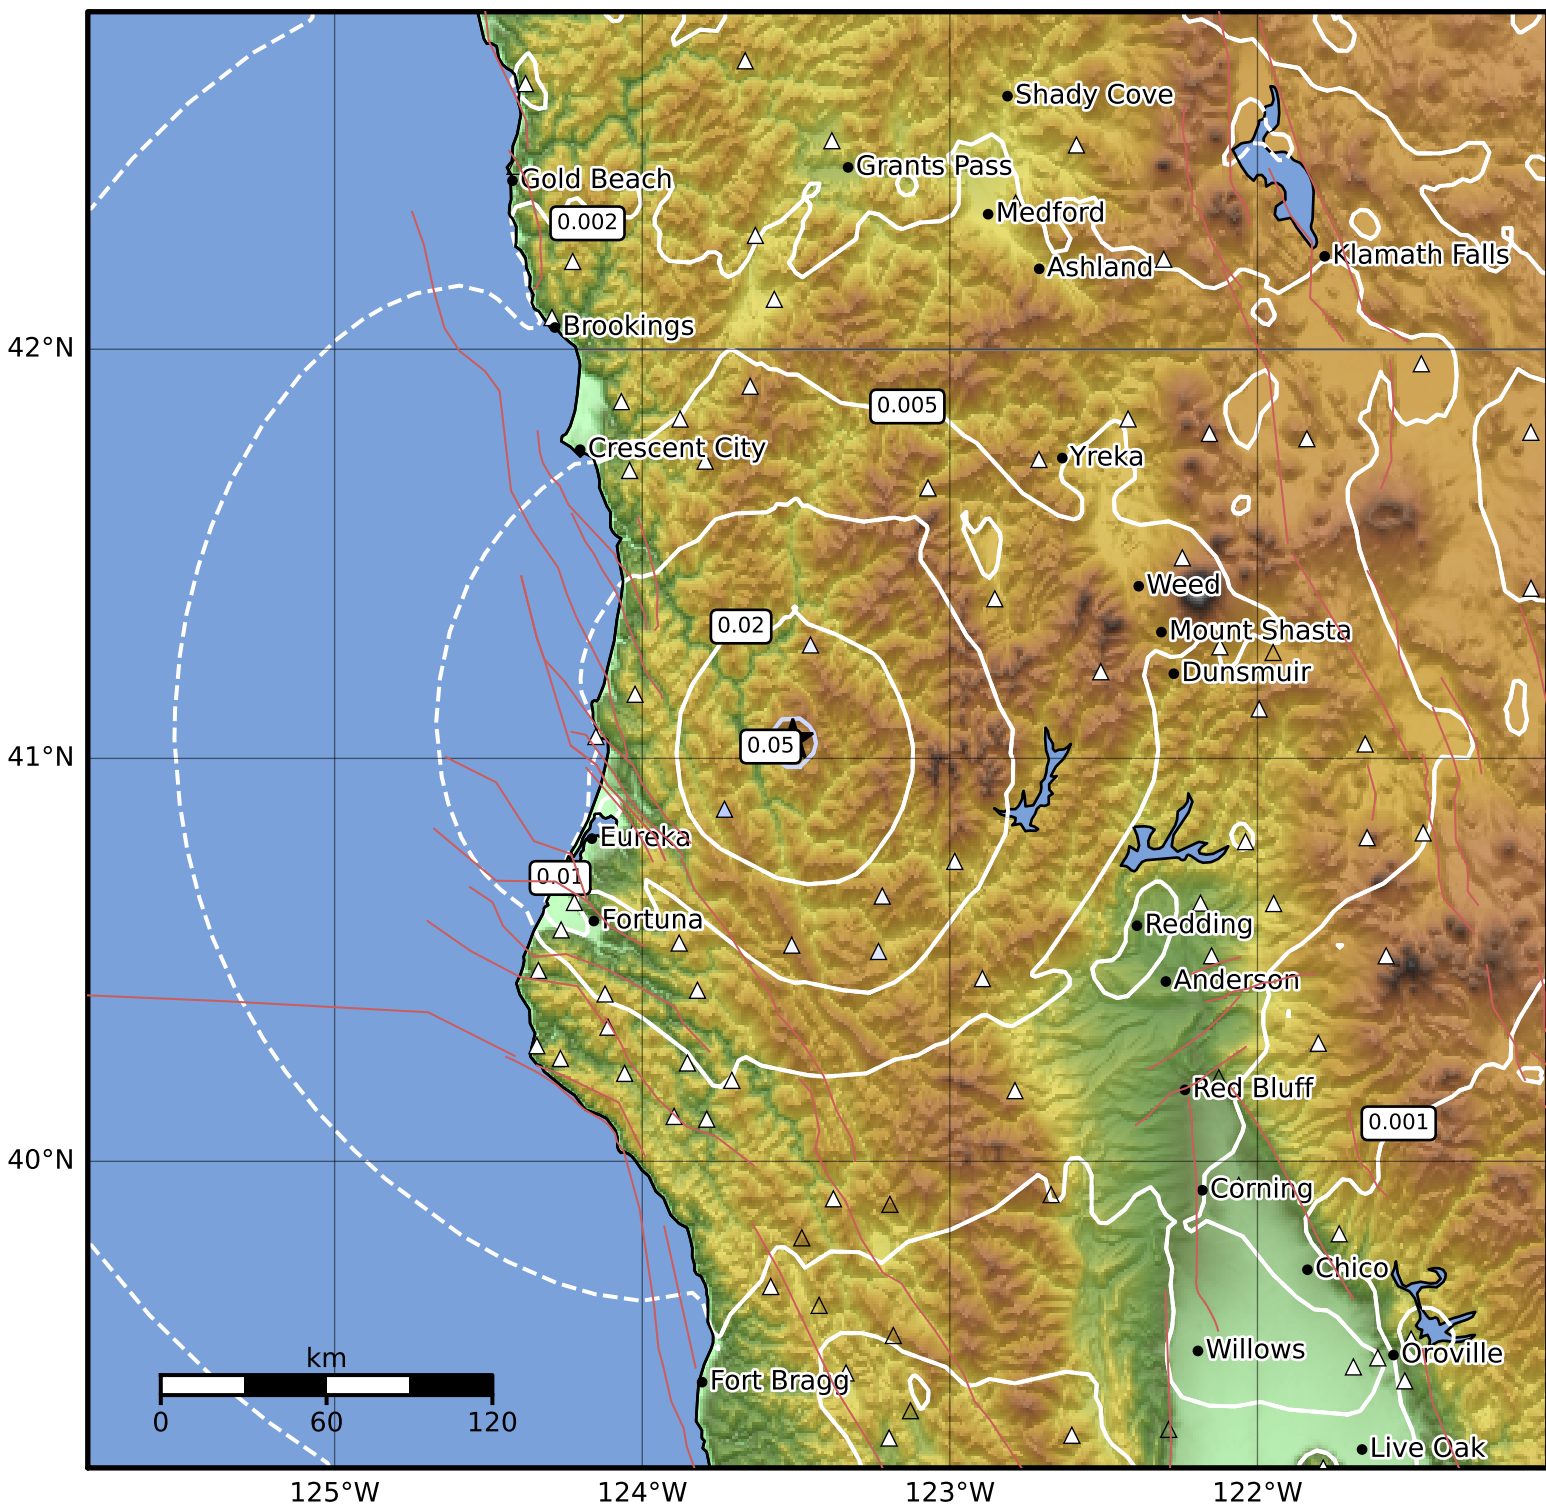 Shady Cove
Grants Pass
Gold Beach
Medford
0.002
Klamath Falls
Ashland
Brookings
42°N
0.005
Crescent City
Yreka
Weed
0.02
Mount Shasta
Dunsmuir
0.05
41°N
Eureka
0.01
Fortuna
Redding
Anderson
Red Bluff
0.001
40°N
Corning
Chico
Willows
Oroville
km
Fort Bragg
0 60 120
Live Oak
125°W 124°W 123°W 122°W